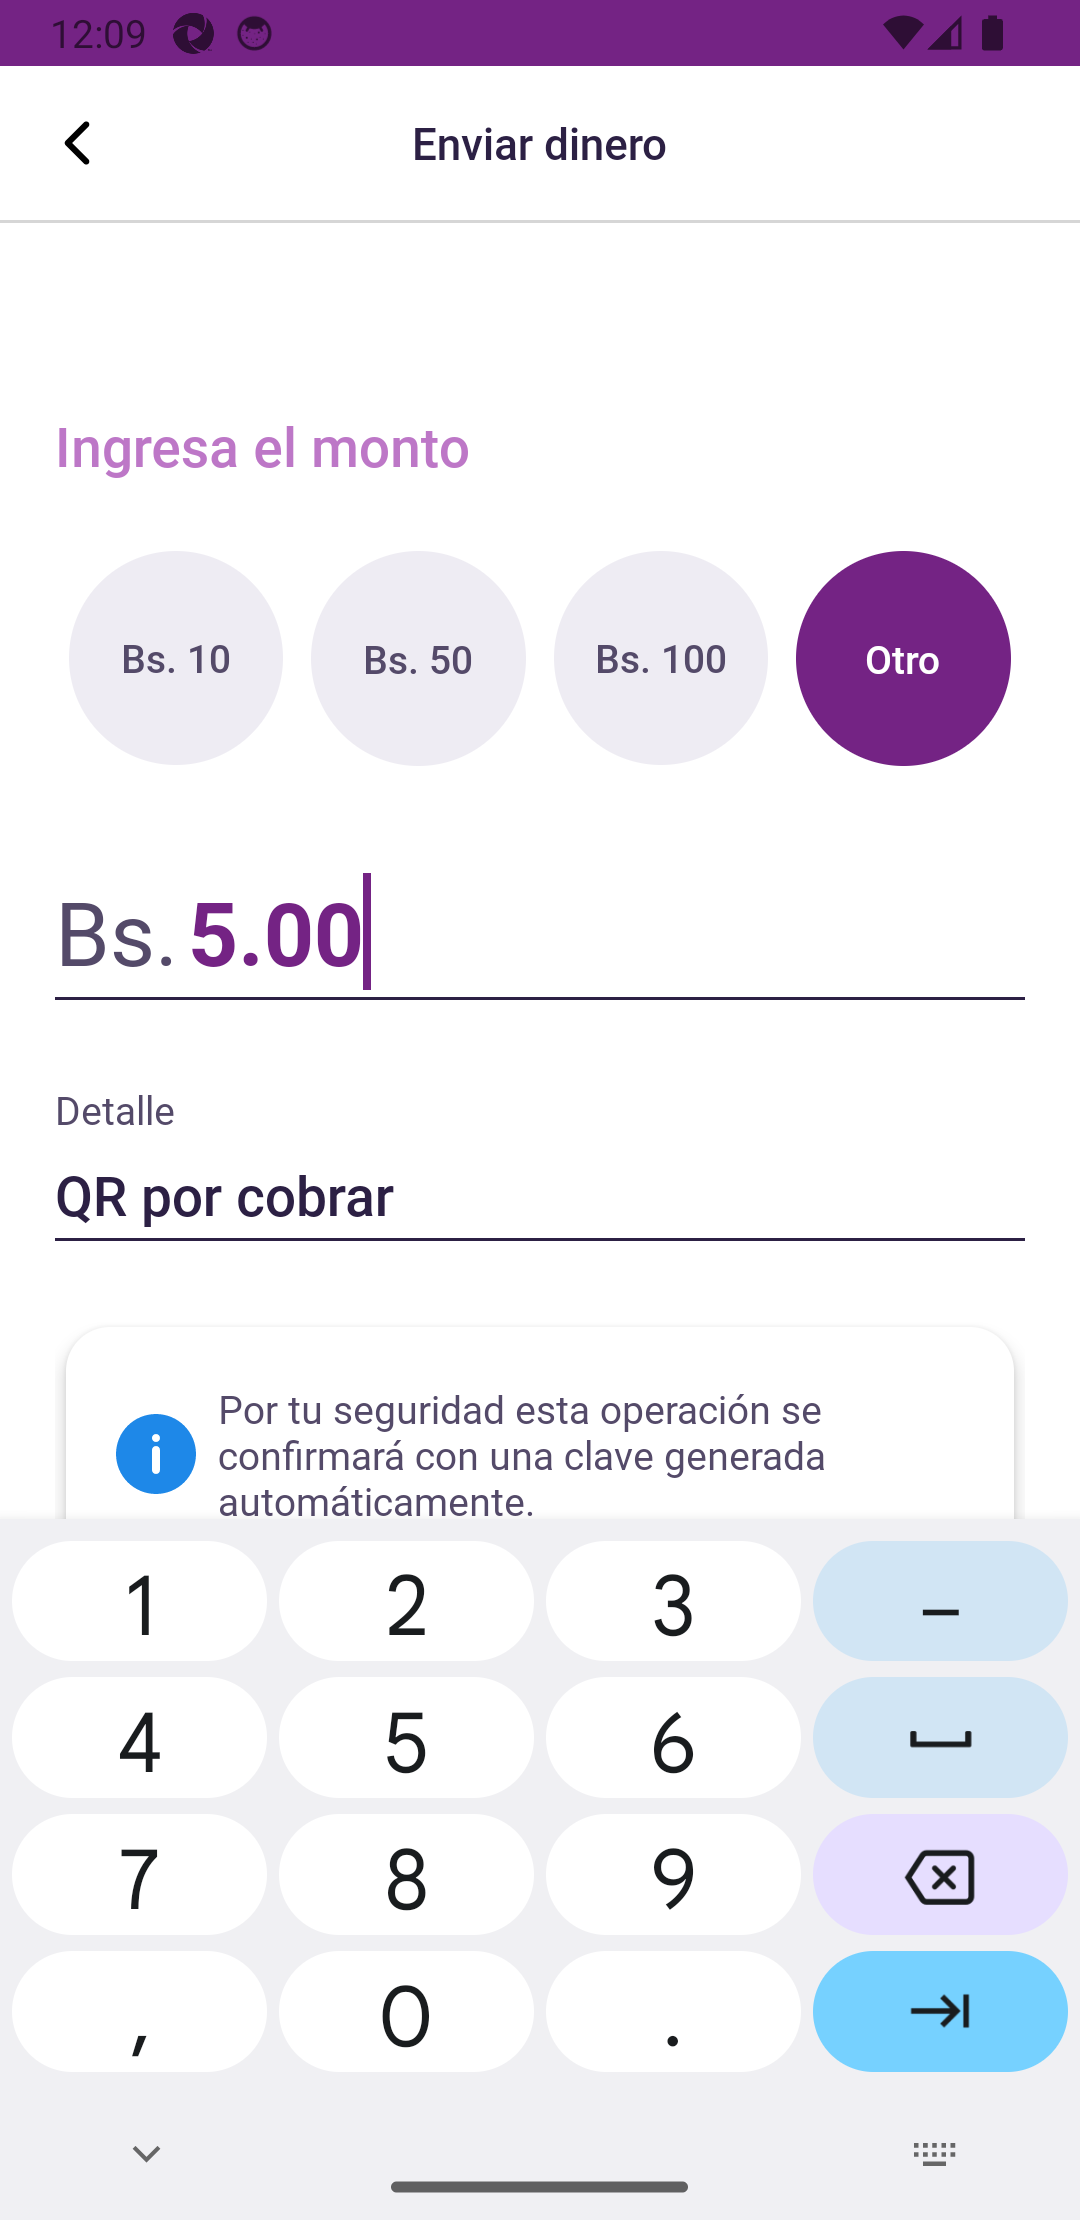 12:09
Enviar dinero
Ingresa el monto
Bs. 10
Bs. 50
Bs. 100
Otro
Bs. 5.00
Detalle
QR por cobrar
Por tu seguridad esta operación se
confirmará con una clave generada
automáticamente.
1 2 3 –
4 5 6
7 8 9
, 0 .